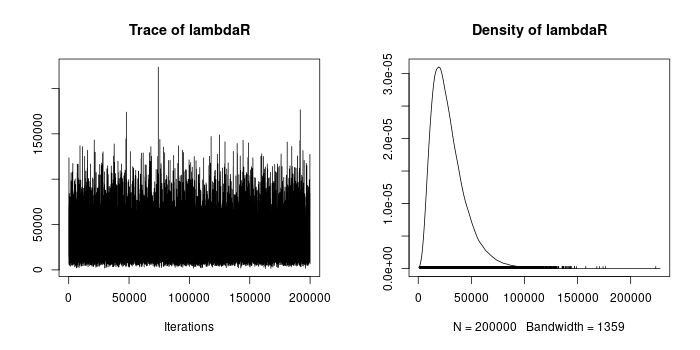 Trace of lambdaR
0 50000 150000
0 50000 100000 150000 200000
Iterations
Density of lambdaR
0.0e+00 1.0e-05 2.0e-05 3.0e-05
0 50000 100000 150000 200000
N = 200000 Bandwidth = 1359